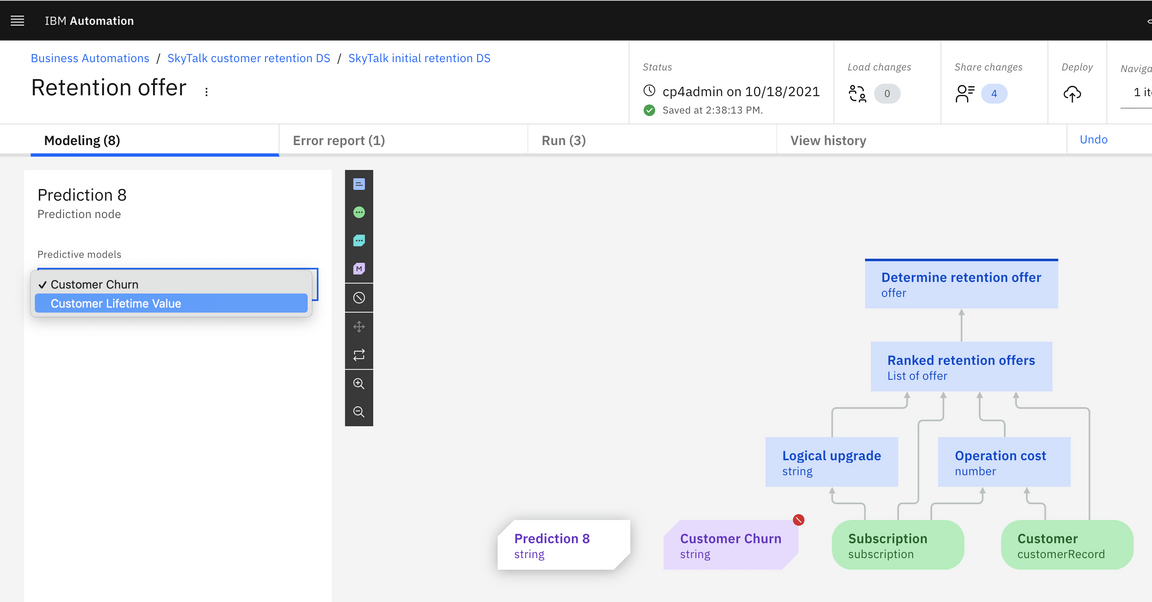 IBM Automation
Business Automations / SkyTalk customer retention DS / SkyTalk initial retention DS
Retention offer
Status
cp4admin on 10/18/2021
Saved at 2:38:13 PM.
Load changes
0
Share changes
4
Deploy
Modeling (8)
Error report (1)
Run (3)
View history
Undo
Prediction 8
Prediction node
Predictive models
✓ Customer Churn
Customer Lifetime Value
M
Determine retention offer
offer
Ranked retention offers
List of offer
Logical upgrade
string
Operation cost
number
Prediction 8
string
Customer Churn
string
Subscription
subscription
Customer
customerRecord